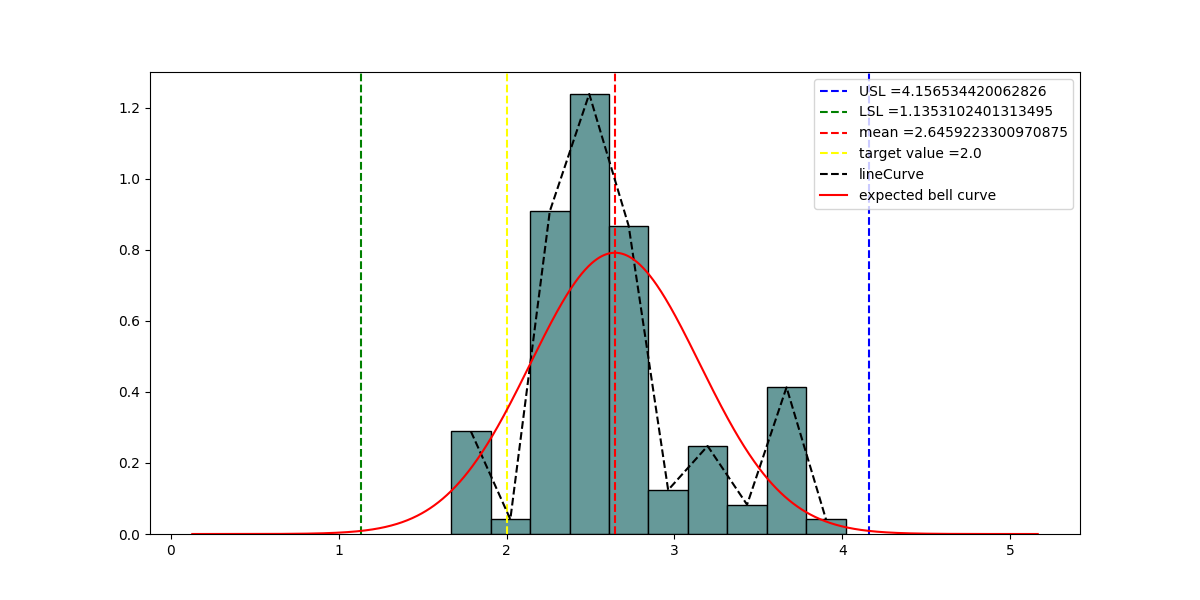 USL =4.156534420062826
LSL =1.1353102401313495
mean =2.6459223300970875
target value =2.0
lineCurve
expected bell curve
1.2
1.0
0.8
0.6
0.4
0.2
0.0
0 1 2 3 4 5